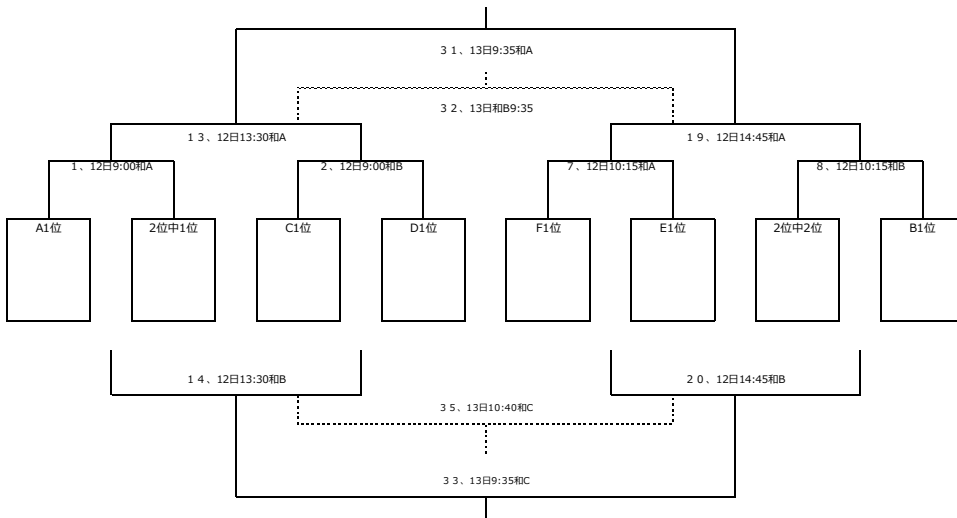 ３１、13日9:35和A
３２、13日和B9:35
１３、12日13:30和A
１９、12日14:45和A
１、12日9:00和A
２、12日9:00和B
７、12日10:15和A
８、12日10:15和B
A1位
2位中1位
C1位
D1位
F1位
E1位
2位中2位
B1位
１４、12日13:30和B
２０、12日14:45和B
３５、13日10:40和C
３３、13日9:35和C